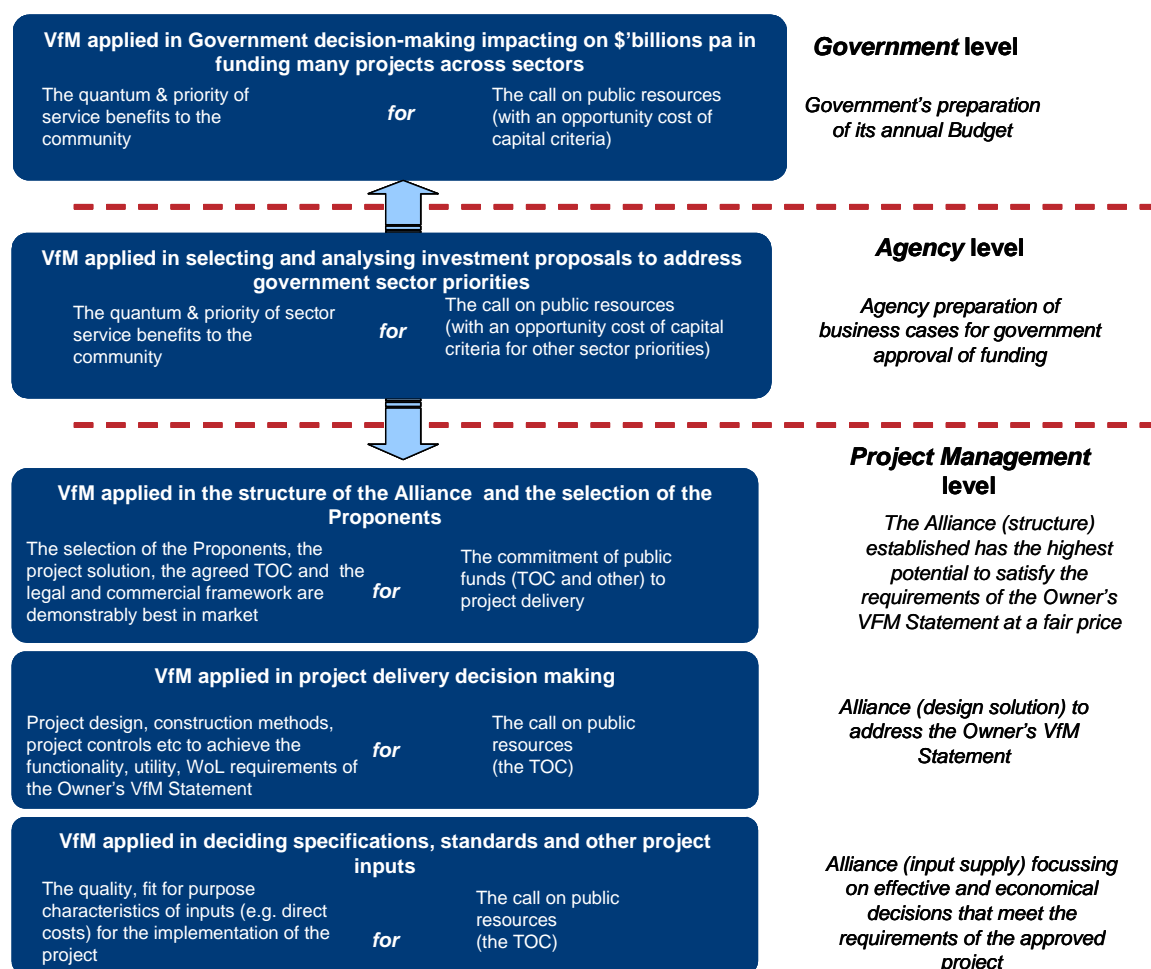 VfM applied in Government decision-making impacting on $'billions pa in
funding many projects across sectors
The quantum & priority of
service benefits to the
community
for
The call on public resources
(with an opportunity cost of
capital criteria)
Government level
Government's preparation
of its annual Budget
VfM applied in selecting and analysing investment proposals to address
government sector priorities
The quantum & priority of sector
service benefits to the
community
for
The call on public resources
(with an opportunity cost of capital
criteria for other sector priorities)
Agency level
Agency preparation of
business cases for government
approval of funding
Project Management
level
VfM applied in the structure of the Alliance and the selection of the
Proponents
The selection of the Proponents, the
project solution, the agreed TOC and the
legal and commercial framework are
demonstrably best in market
for
The commitment of public
funds (TOC and other) to
project delivery
The Alliance (structure)
established has the highest
potential to satisfy the
requirements of the Owner's
VFM Statement at a fair price
VfM applied in project delivery decision making
Project design, construction methods,
project controls etc to achieve the
functionality, utility, WoL requirements of
the Owner's VfM Statement
for
The call on public
resources
(the TOC)
Alliance (design solution) to
address the Owner's VfM
Statement
VfM applied in deciding specifications, standards and other project
inputs
The quality, fit for purpose
characteristics of inputs (e.g. direct
costs) for the implementation of the
project
for
The call on public
resources
(the TOC)
Alliance (input supply) focussing
on effective and economical
decisions that meet the
requirements of the approved
project